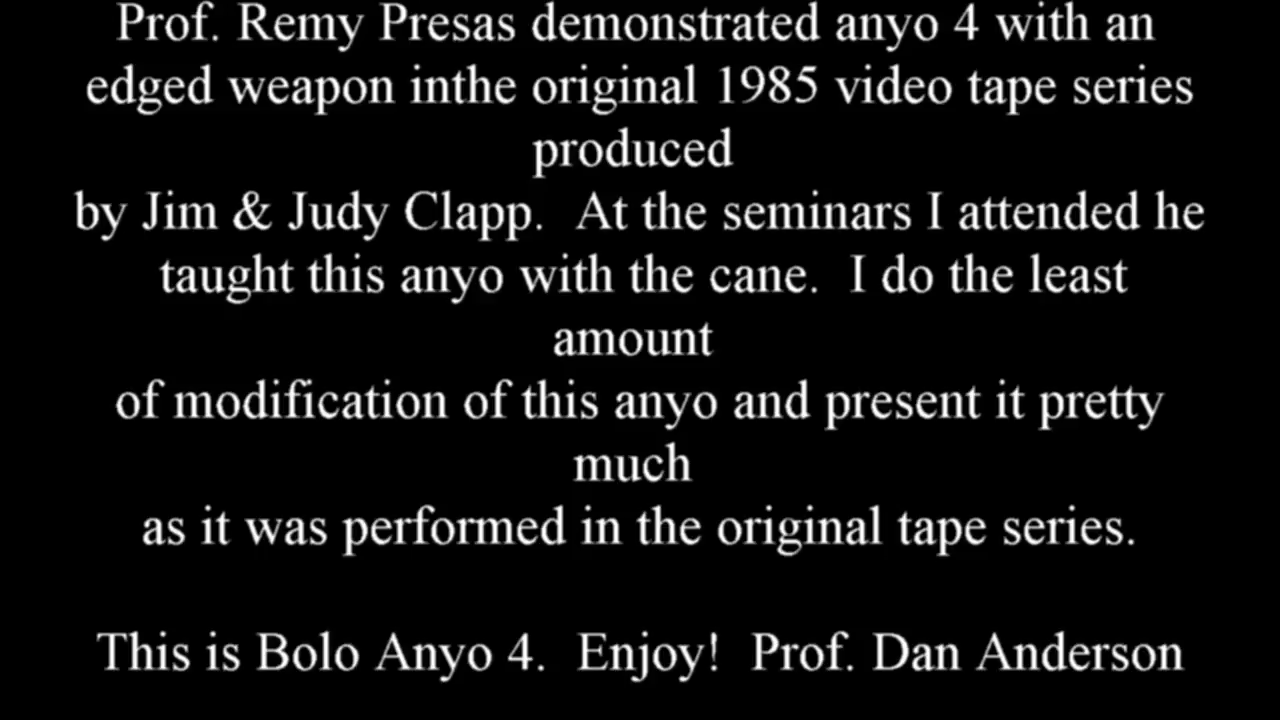 Prof. Remy Presas demonstrated anyo 4 with an
edged weapon inthe original 1985 video tape series
produced
by Jim & Judy Clapp.  At the seminars I attended he
taught this anyo with the cane.  I do the least
amount
of modification of this anyo and present it pretty
much
as it was performed in the original tape series.
This is Bolo Anyo 4.  Enjoy!  Prof. Dan Anderson